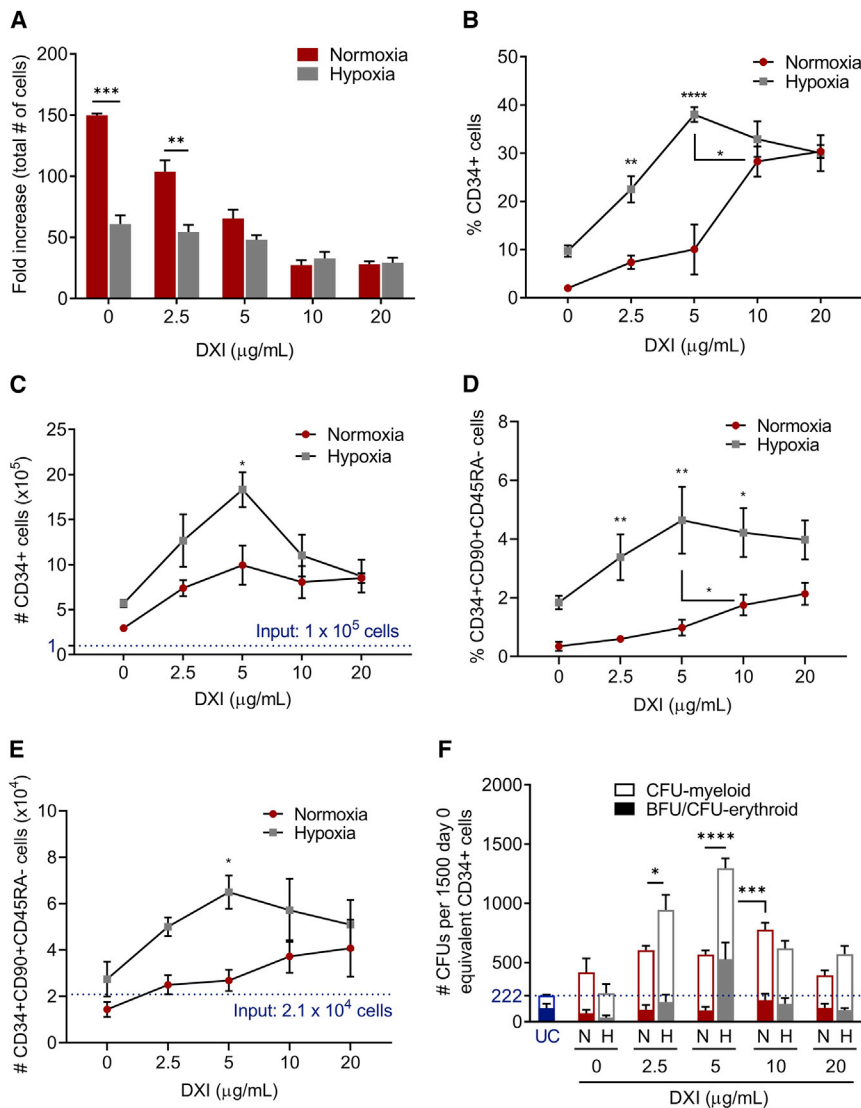 A
Fold increase (total # of cells)
200
150
100
50
0
Normoxia
Hypoxia
***
**
0 2.5 5 10 20
DXI (μg/mL)
B
% CD34+ cells
50
40
30
20
10
0
Normoxia
Hypoxia
****
**
*
0 2.5 5 10 20
DXI (μg/mL)
C
# CD34+ cells (x10⁵)
25
20
15
10
5
1
0
Normoxia
Hypoxia
*
Input: 1 x 10⁵ cells
0 2.5 5 10 20
DXI (μg/mL)
D
% CD34+CD90+CD45RA- cells
8
6
4
2
0
Normoxia
Hypoxia
** ** *
*
0 2.5 5 10 20
DXI (μg/mL)
E
# CD34+CD90+CD45RA- cells (x10⁴)
10
8
6
4
2
0
Normoxia
Hypoxia
*
Input: 2.1 x 10⁴ cells
0 2.5 5 10 20
DXI (μg/mL)
F
# CFUs per 1500 day 0
equivalent CD34+ cells
2000
1500
1000
500
222
0
CFU-myeloid
BFU/CFU-erythroid
****
*
***
UC N H N H N H N H N H
0 2.5 5 10 20
DXI (μg/mL)